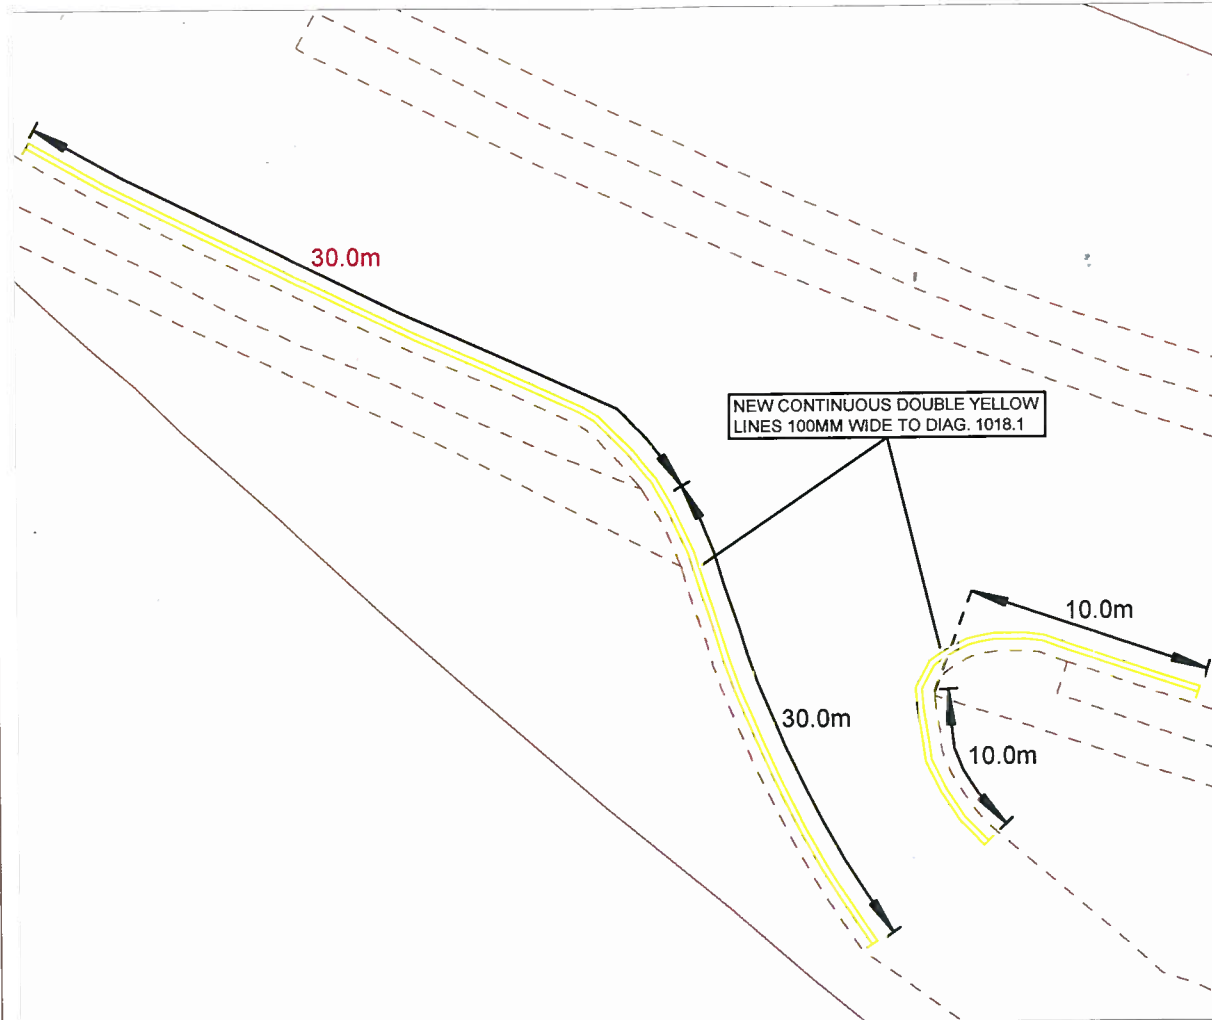 30.0m
NEW CONTINUOUS DOUBLE YELLOW
LINES 100MM WIDE TO DIAG. 1018.1
10.0m
30.0m
10.0m